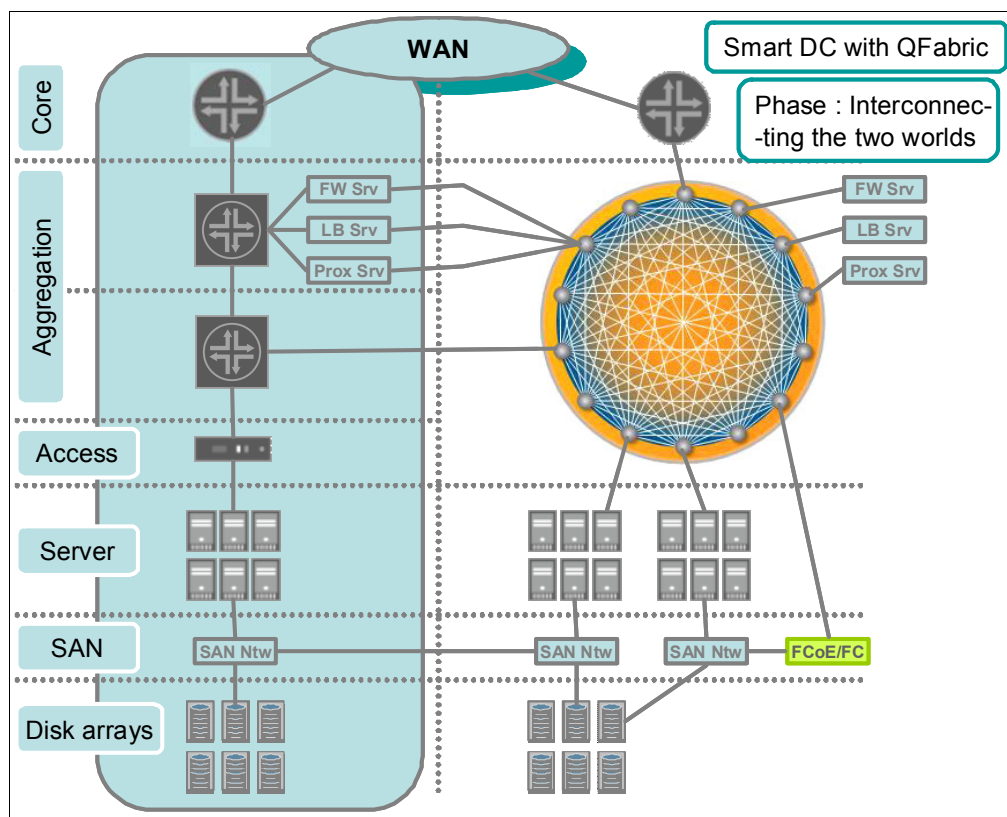 WAN
Smart DC with QFabric
Phase : Interconnec-
-ting the two worlds
Core
Aggregation
FW Srv
LB Srv
Prox Srv
FW Srv
LB Srv
Prox Srv
Access
Server
SAN
SAN Ntw
SAN Ntw
SAN Ntw
FCoE/FC
Disk arrays